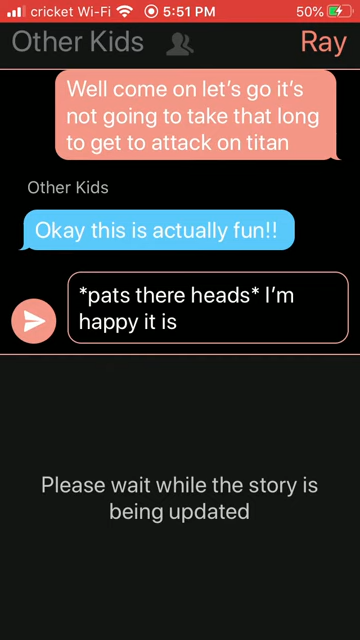 cricket Wi-Fi 5:51 PM 50%
Other Kids Ray
Well come on let’s go it’s
not going to take that long
to get to attack on titan
Other Kids
Okay this is actually fun!!
*pats there heads* I’m
happy it is
Please wait while the story is
being updated